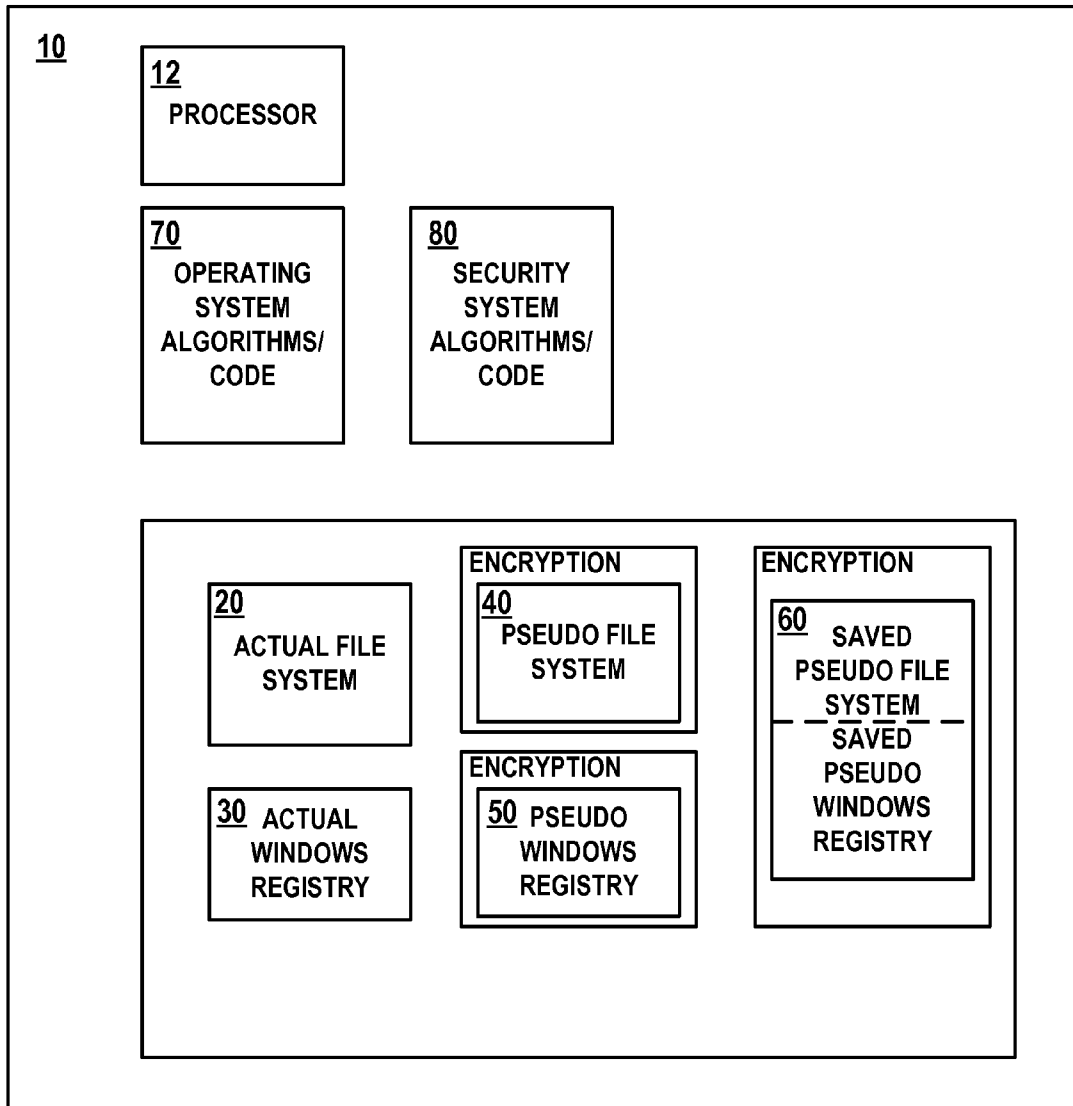 10
12
PROCESSOR
70
OPERATING
SYSTEM
ALGORITHMS/
CODE
80
SECURITY
SYSTEM
ALGORITHMS/
CODE
20
ACTUAL FILE
SYSTEM
30 ACTUAL
WINDOWS
REGISTRY
ENCRYPTION
40
PSEUDO FILE
SYSTEM
ENCRYPTION
50 PSEUDO
WINDOWS
REGISTRY
ENCRYPTION
60
SAVED
PSEUDO FILE
SYSTEM
SAVED
PSEUDO
WINDOWS
REGISTRY